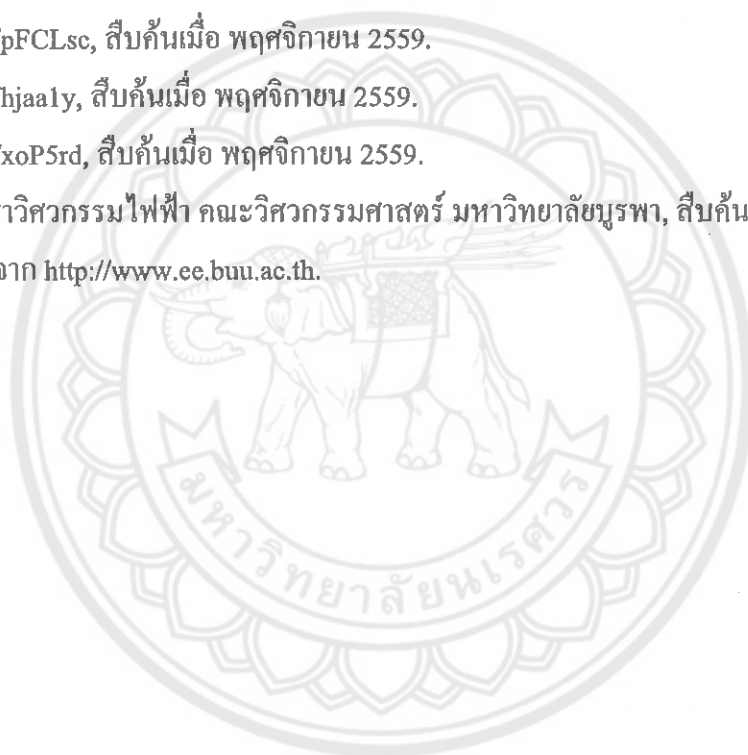 pFCLsc, สืบค้นเมื่อ พฤศจิกายน 2559.
hjaa1y, สืบค้นเมื่อ พฤศจิกายน 2559.
xoP5rd, สืบค้นเมื่อ พฤศจิกายน 2559.
าวิศวกรรมไฟฟ้า คณะวิศวกรรมศาสตร์ มหาวิทยาลัยบูรพา, สืบค้น
จาก http://www.ee.buu.ac.th.
มหาวิทยาลัยนเรศวร